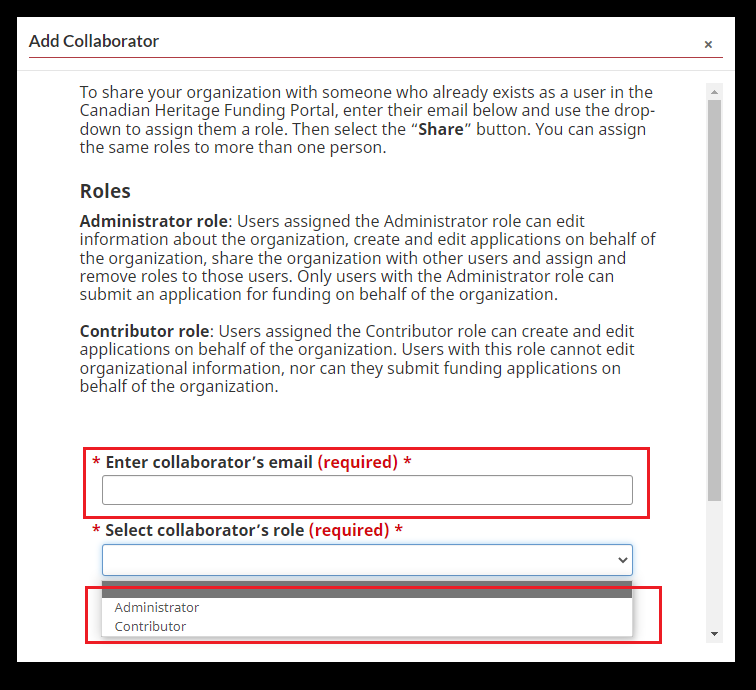 Add Collaborator
×
To share your organization with someone who already exists as a user in the
Canadian Heritage Funding Portal, enter their email below and use the drop-
down to assign them a role. Then select the “Share” button. You can assign
the same roles to more than one person.
Roles
Administrator role: Users assigned the Administrator role can edit
information about the organization, create and edit applications on behalf of
the organization, share the organization with other users and assign and
remove roles to those users. Only users with the Administrator role can
submit an application for funding on behalf of the organization.
Contributor role: Users assigned the Contributor role can create and edit
applications on behalf of the organization. Users with this role cannot edit
organizational information, nor can they submit funding applications on
behalf of the organization.
* Enter collaborator’s email (required) *
* Select collaborator’s role (required) *
Administrator
Contributor